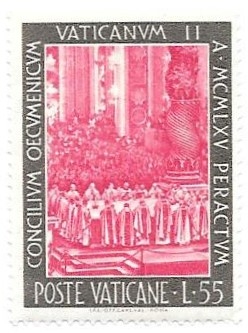 CONCILIVM OECVMENICVM
VATICANVM II
A·MCMLXV PERACTVM
POSTE VATICANE·L·55